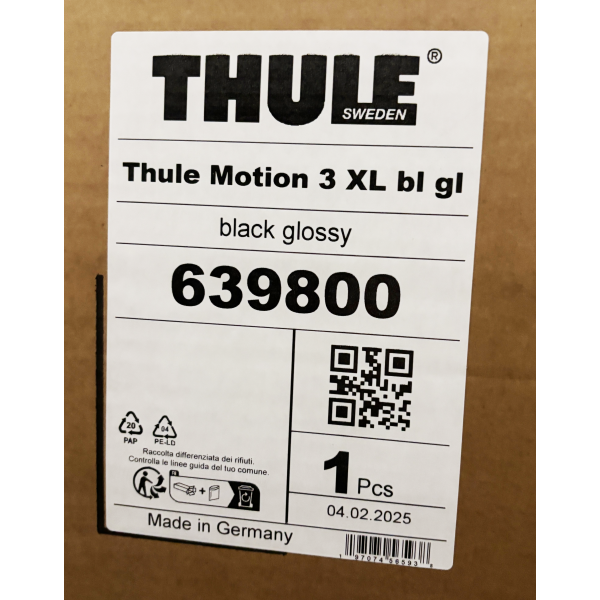 THULE®
SWEDEN
Thule Motion 3 XL bl gl
black glossy
639800
20
PAP
04
PE-LD
Raccolta differenziata dei rifiuti.
Controlla le linee guida del tuo comune.
FR
1 Pcs
04.02.2025
Made in Germany